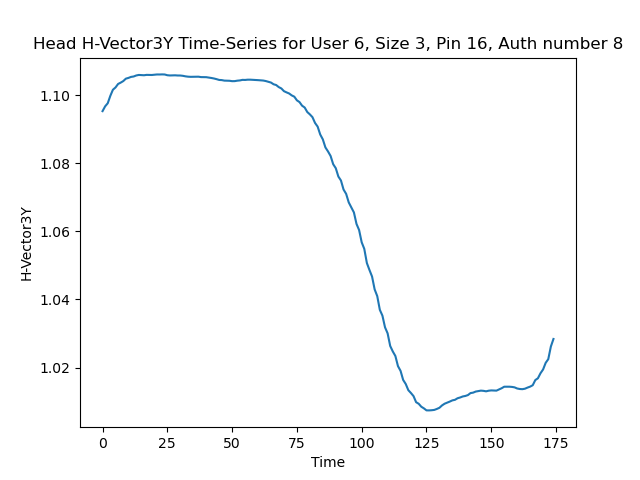 Head H-Vector3Y Time-Series for User 6, Size 3, Pin 16, Auth number 8
H-Vector3Y
1.10
1.08
1.06
1.04
1.02
0 25 50 75 100 125 150 175
Time